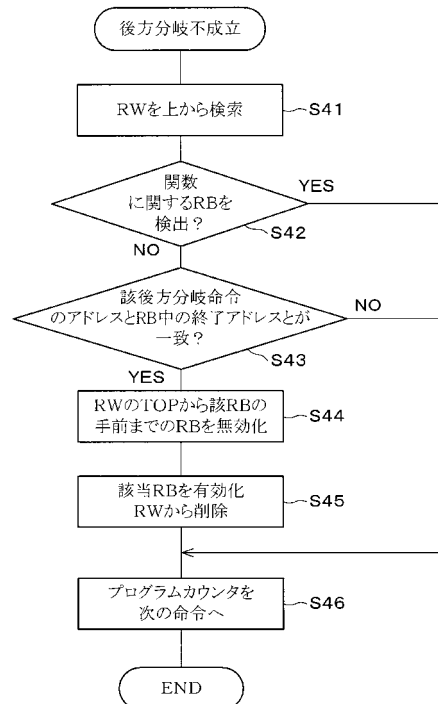 後方分岐不成立
RWを上から検索
S41
関数
に関するRBを
検出？
YES
S42
NO
該後方分岐命令
のアドレスとRB中の終了アドレスとが
一致？
NO
S43
YES
RWのTOPから該RBの
手前までのRBを無効化
S44
該当RBを有効化
RWから削除
S45
プログラムカウンタを
次の命令へ
S46
END